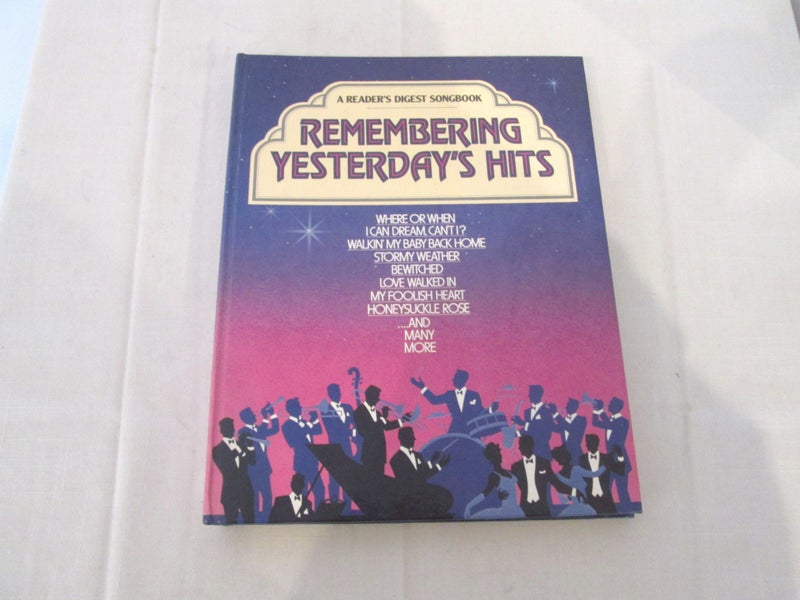 A READER'S DIGEST SONGBOOK
REMEMBERING
YESTERDAY'S HITS
WHERE OR WHEN
I CAN DREAM, CAN'T I?
WALKIN' MY BABY BACK HOME
STORMY WEATHER
BEWITCHED
LOVE WALKED IN
MY FOOLISH HEART
HONEYSUCKLE ROSE
....AND
MANY
MORE